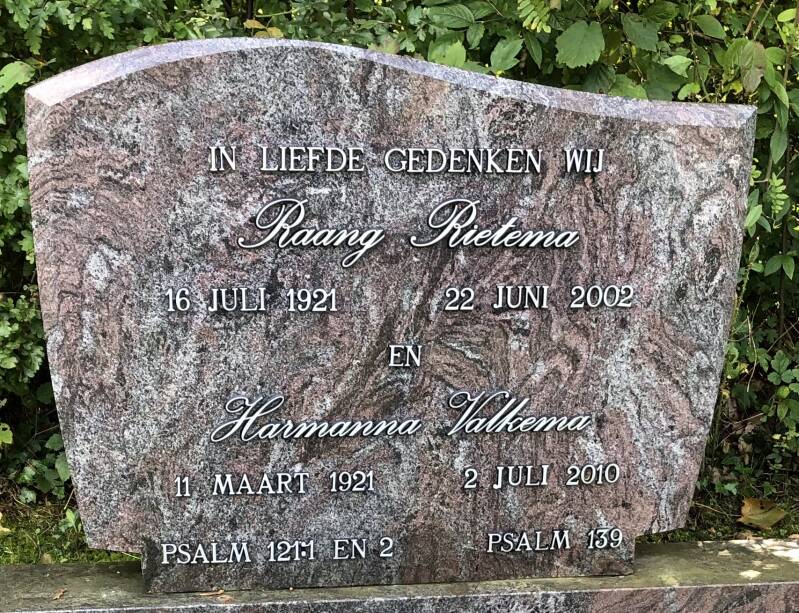 IN LIEFDE GEDENKEN WIJ
Raang Rietema
16 JULI 1921 22 JUNI 2002
EN
Harmanna Valkema
11 MAART 1921 2 JULI 2010
PSALM 121:1 EN 2 PSALM 139